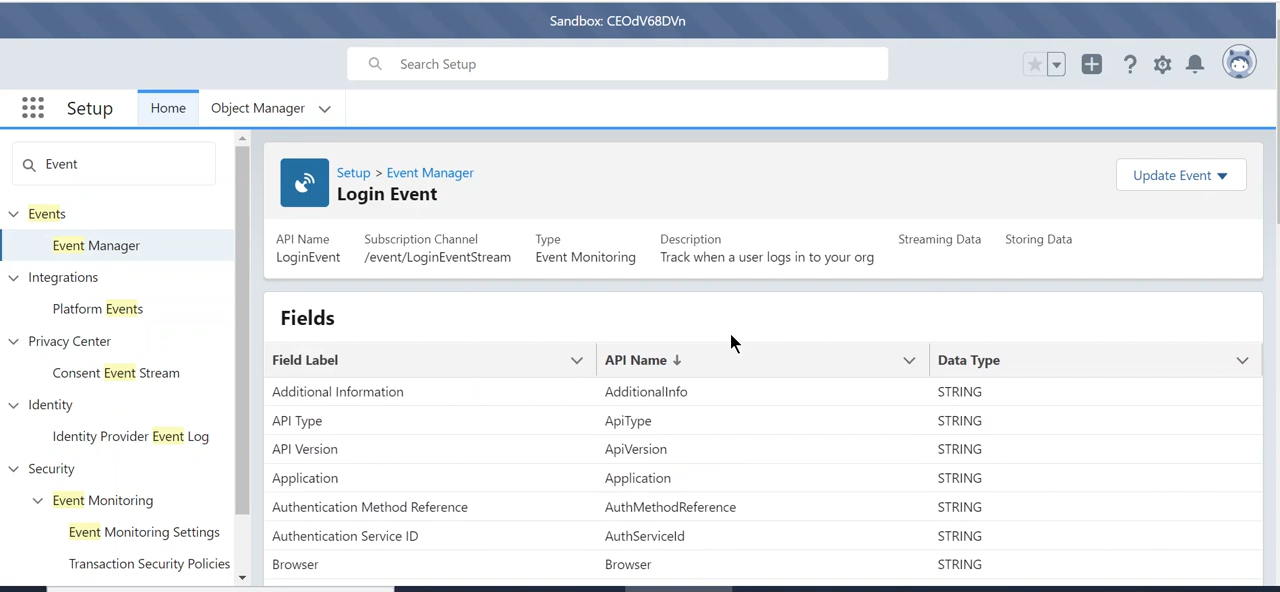 Sandbox: CEOdV68DVn
Search Setup
Setup
Home
Object Manager
Event
Events
Event Manager
Integrations
Platform Events
Privacy Center
Consent Event Stream
Identity
Identity Provider Event Log
Security
Event Monitoring
Event Monitoring Settings
Transaction Security Policies
Setup > Event Manager
Login Event
Update Event
API Name Subscription Channel Type Description Streaming Data Storing Data
LoginEvent /event/LoginEventStream Event Monitoring Track when a user logs in to your org
Fields
Field Label API Name Data Type
Additional Information AdditionalInfo STRING
API Type ApiType STRING
API Version ApiVersion STRING
Application Application STRING
Authentication Method Reference AuthMethodReference STRING
Authentication Service ID AuthServiceId STRING
Browser Browser STRING